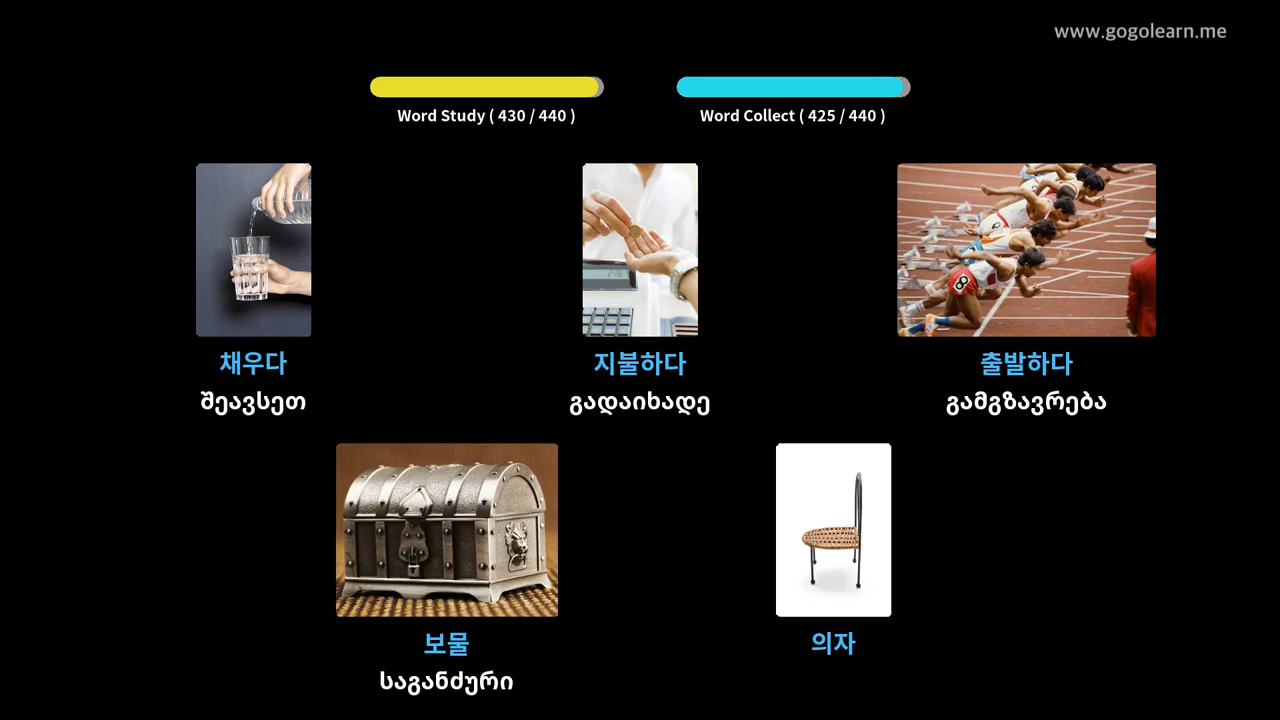 www.gogolearn.me
Word Study ( 430 / 440 )
Word Collect ( 425 / 440 )
채우다
შეავსეთ
지불하다
გადაიხადე
출발하다
გამგზავრება
보물
საგანძური
의자